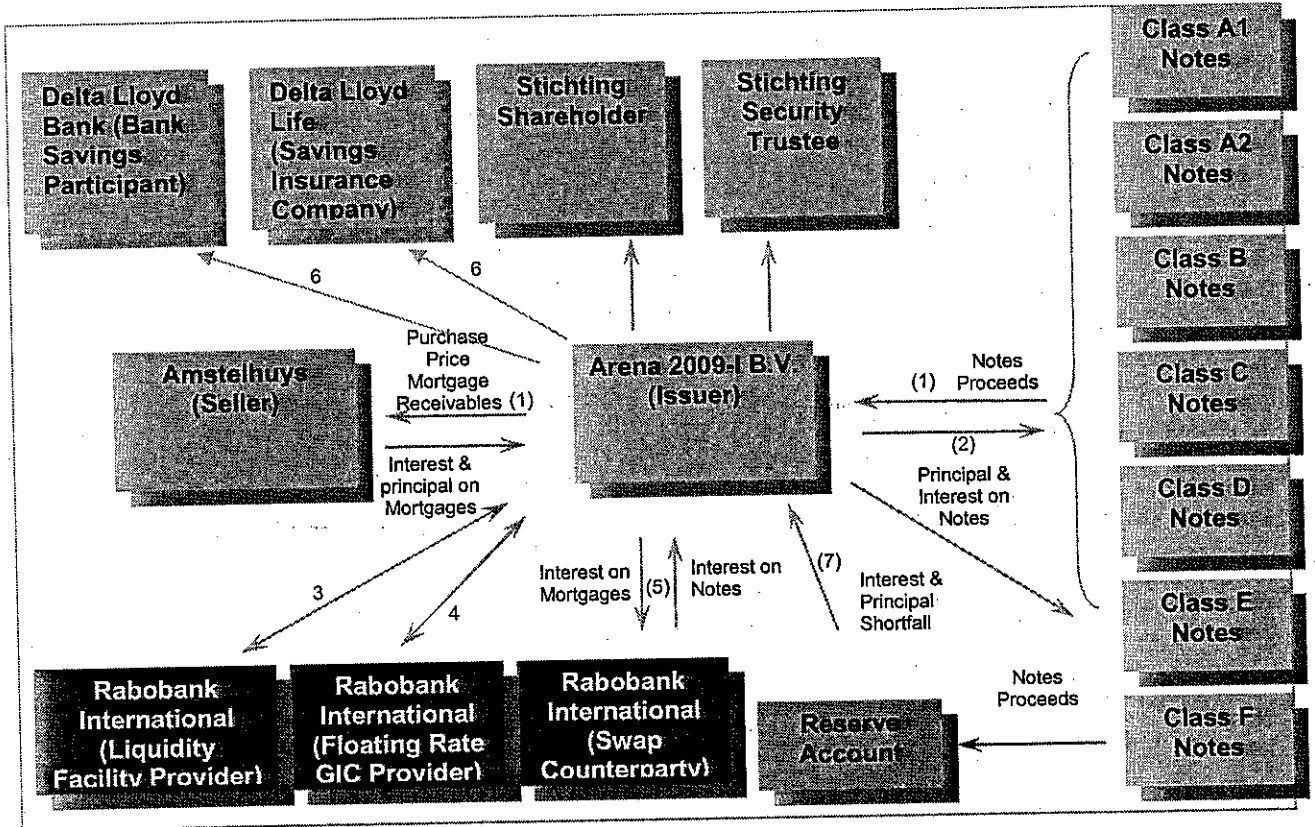 Delta Lloyd
Bank (Bank
Savings
Participant)
Delta Lloyd
Life
(Savings
Insurance
Company)
Stichting
Shareholder
Stichting
Security
Trustee
Class A1
Notes
Class A2
Notes
Class B
Notes
Class C
Notes
Class D
Notes
Class E
Notes
Class F
Notes
6
6
Amstelhuys
(Seller)
Purchase
Price
Mortgage
Receivables (1)
Interest &
principal on
Mortgages
Arena 2009-I B.V.
(Issuer)
(1)
Notes
Proceeds
(2)
Principal &
Interest on
Notes
3
4
Interest on
Mortgages
(5)
Interest on
Notes
(7)
Interest &
Principal
Shortfall
Rabobank
International
(Liquidity
Facility Provider)
Rabobank
International
(Floating Rate
GIC Provider)
Rabobank
International
(Swap
Counterparty)
Reserve
Account
Notes
Proceeds